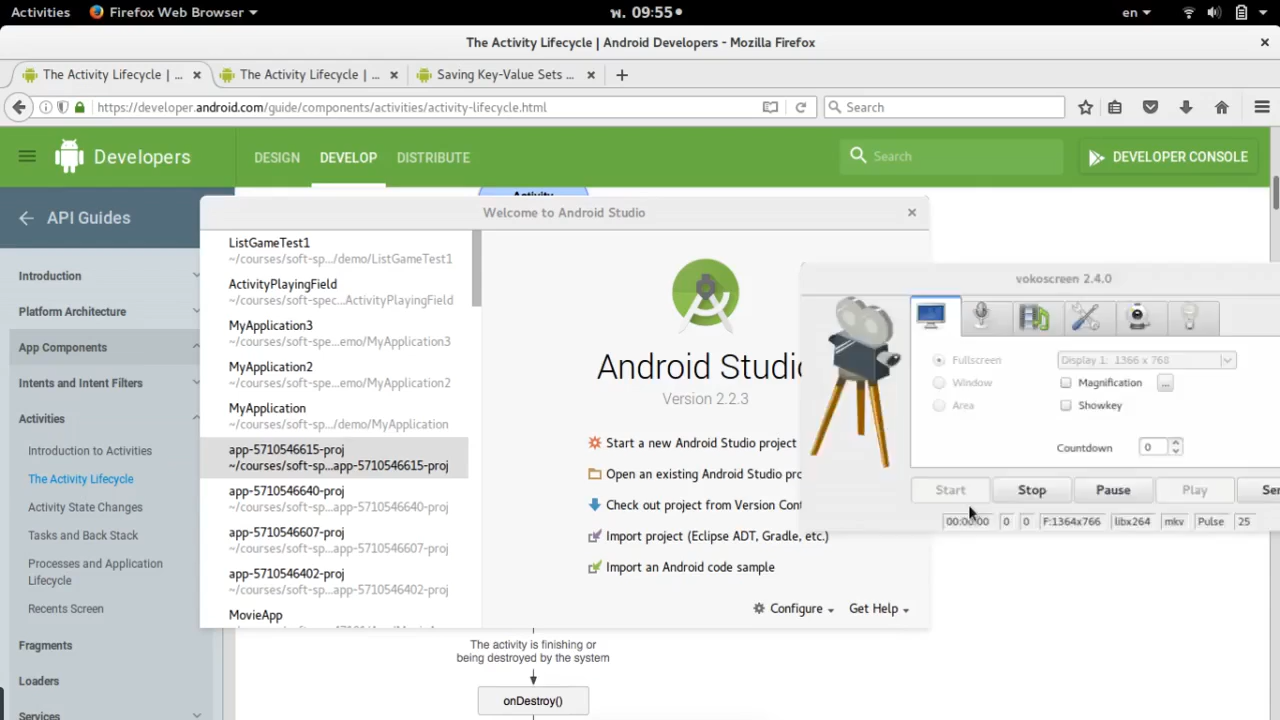 Activities
Firefox Web Browser
พ. 09:55
en
The Activity Lifecycle | Android Developers - Mozilla Firefox
The Activity Lifecycle | ...
The Activity Lifecycle | ...
Saving Key-Value Sets ...
https://developer.android.com/guide/components/activities/activity-lifecycle.html
Search
Developers
DESIGN
DEVELOP
DISTRIBUTE
Search
DEVELOPER CONSOLE
API Guides
Introduction
Platform Architecture
App Components
Intents and Intent Filters
Activities
Introduction to Activities
The Activity Lifecycle
Activity State Changes
Tasks and Back Stack
Processes and Application
Lifecycle
Recents Screen
Fragments
Loaders
Services
Activity
Welcome to Android Studio
ListGameTest1
~/courses/soft-sp.../demo/ListGameTest1
ActivityPlayingField
~/courses/soft-spec...ActivityPlayingField
MyApplication3
~/courses/soft-spe...emo/MyApplication3
MyApplication2
~/courses/soft-spe...emo/MyApplication2
MyApplication
~/courses/soft-spe.../demo/MyApplication
app-5710546615-proj
~/courses/soft-sp...app-5710546615-proj
app-5710546640-proj
~/courses/soft-sp...app-5710546640-proj
app-5710546607-proj
~/courses/soft-sp...app-5710546607-proj
app-5710546402-proj
~/courses/soft-sp...app-5710546402-proj
MovieApp
Android Studio
Version 2.2.3
Start a new Android Studio project
Open an existing Android Studio pro
Check out project from Version Cont
Import project (Eclipse ADT, Gradle, etc.)
Import an Android code sample
Configure
Get Help
vokoscreen 2.4.0
Fullscreen
Display 1: 1366 x 768
Window
Magnification
...
Area
Showkey
Countdown
0
Start
Stop
Pause
Play
Sen
00:00:00
0
0
F:1364x766
libx264
mkv
Pulse
25
The activity is finishing or
being destroyed by the system
onDestroy()